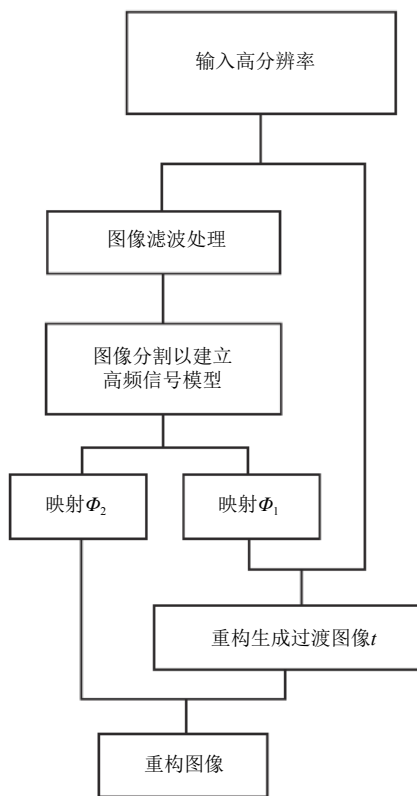 输入高分辨率
图像滤波处理
图像分割以建立
高频信号模型
映射Φ₂
映射Φ₁
重构生成过渡图像t
重构图像